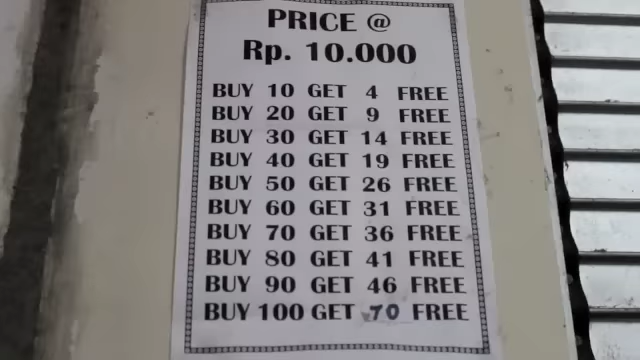 PRICE @
Rp. 10.000
BUY 10 GET 4 FREE
BUY 20 GET 9 FREE
BUY 30 GET 14 FREE
BUY 40 GET 19 FREE
BUY 50 GET 26 FREE
BUY 60 GET 31 FREE
BUY 70 GET 36 FREE
BUY 80 GET 41 FREE
BUY 90 GET 46 FREE
BUY 100 GET 70 FREE